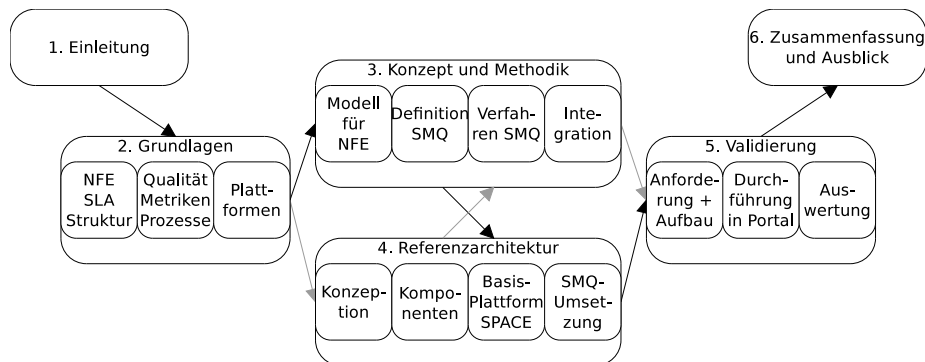 1. Einleitung
2. Grundlagen
NFE
SLA
Struktur
Qualität
Metriken
Prozesse
Platt-
formen
3. Konzept und Methodik
Modell
für
NFE
Definition
SMQ
Verfah-
ren SMQ
Inte-
gration
4. Referenzarchitektur
Konzep-
tion
Kompo-
nenten
Basis-
Plattform
SPACE
SMQ-
Umset-
zung
5. Validierung
Anforde-
rung +
Aufbau
Durch-
führung
in Portal
Aus-
wertung
6. Zusammenfassung
und Ausblick